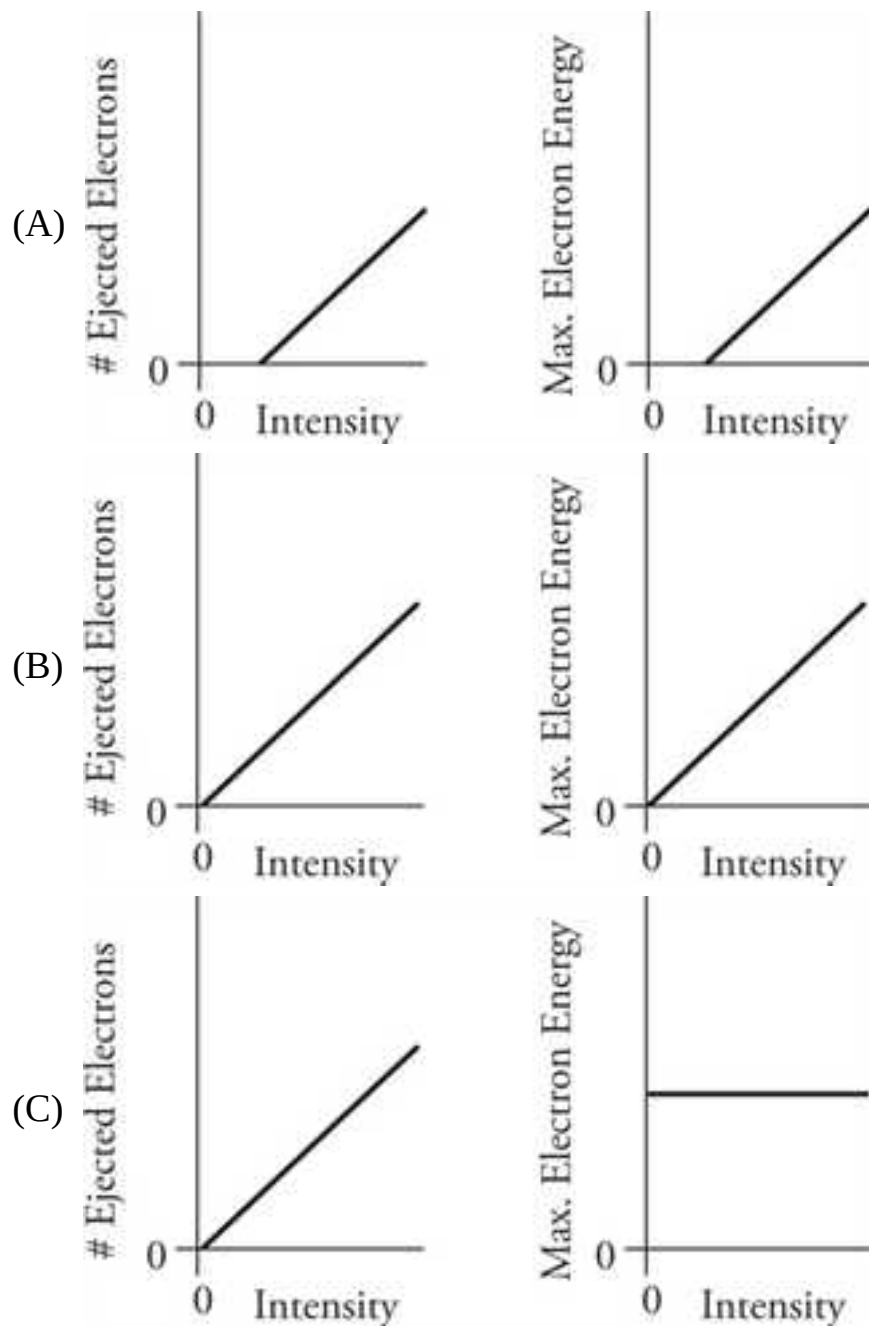 (A)
# Ejected Electrons
0
0
Intensity
Max. Electron Energy
0
0
Intensity
(B)
# Ejected Electrons
0
0
Intensity
Max. Electron Energy
0
0
Intensity
(C)
# Ejected Electrons
0
0
Intensity
Max. Electron Energy
0
0
Intensity